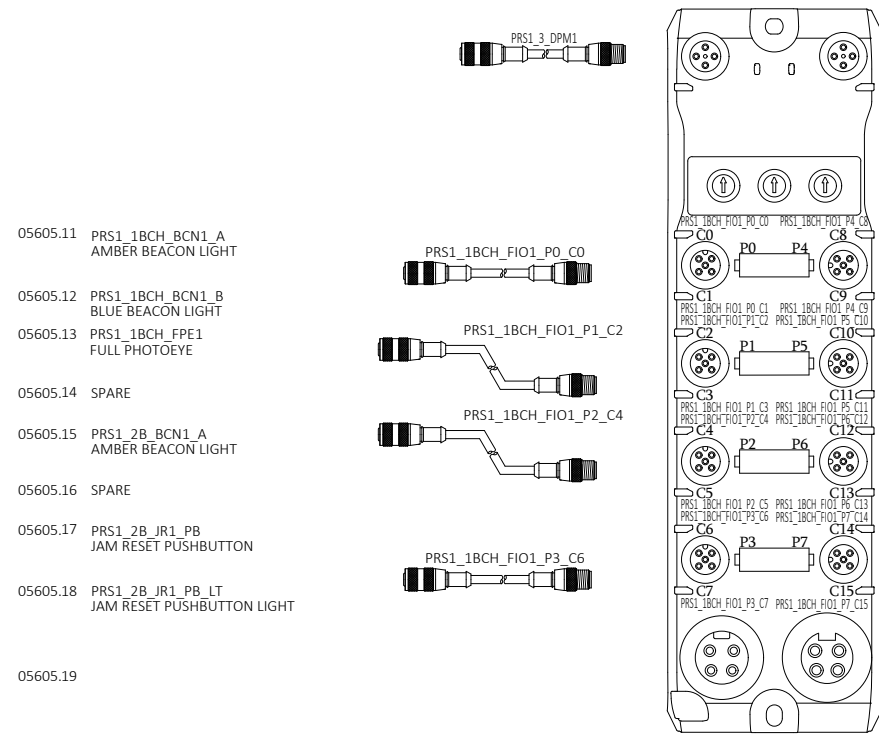 PRS1_3_DPM1
05605.11 PRS1_1BCH_BCN1_A
AMBER BEACON LIGHT
05605.12 PRS1_1BCH_BCN1_B
BLUE BEACON LIGHT
05605.13 PRS1_1BCH_FPE1
FULL PHOTOEYE
05605.14 SPARE
05605.15 PRS1_2B_BCN1_A
AMBER BEACON LIGHT
05605.16 SPARE
05605.17 PRS1_2B_JR1_PB
JAM RESET PUSHBUTTON
05605.18 PRS1_2B_JR1_PB_LT
JAM RESET PUSHBUTTON LIGHT
05605.19
PRS1_1BCH_FIO1_P0_C0
PRS1_1BCH_FIO1_P1_C2
PRS1_1BCH_FIO1_P2_C4
PRS1_1BCH_FIO1_P3_C6
PRS1_1BCH_FIO1_P0_C0 PRS1_1BCH_FIO1_P4_C8
C0 C8
P0 P4
C1 C9
PRS1_1BCH_FIO1_P0_C1 PRS1_1BCH_FIO1_P4_C9
PRS1_1BCH_FIO1_P1_C2 PRS1_1BCH_FIO1_P5_C10
C2 C10
P1 P5
C3 C11
PRS1_1BCH_FIO1_P1_C3 PRS1_1BCH_FIO1_P5_C11
PRS1_1BCH_FIO1_P2_C4 PRS1_1BCH_FIO1_P6_C12
C4 C12
P2 P6
C5 C13
PRS1_1BCH_FIO1_P2_C5 PRS1_1BCH_FIO1_P6_C13
PRS1_1BCH_FIO1_P3_C6 PRS1_1BCH_FIO1_P7_C14
C6 C14
P3 P7
C7 C15
PRS1_1BCH_FIO1_P3_C7 PRS1_1BCH_FIO1_P7_C15